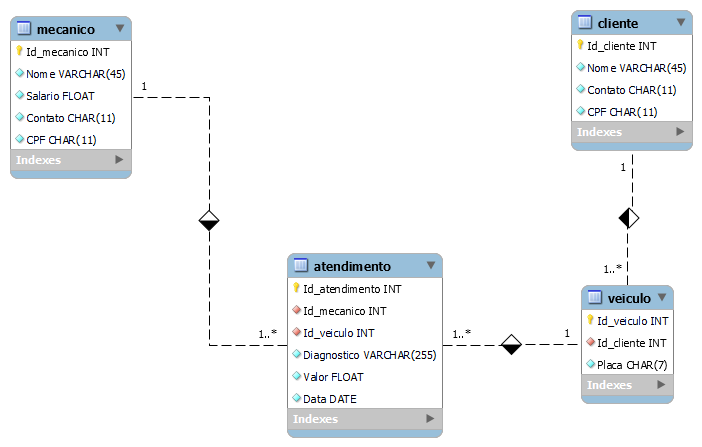 mecanico
Id_mecanico INT
Nome VARCHAR(45)
Salario FLOAT
Contato CHAR(11)
CPF CHAR(11)
Indexes
1
cliente
Id_cliente INT
Nome VARCHAR(45)
Contato CHAR(11)
CPF CHAR(11)
Indexes
1
1..*
atendimento
Id_atendimento INT
Id_mecanico INT
Id_veiculo INT
Diagnostico VARCHAR(255)
Valor FLOAT
Data DATE
Indexes
1..*
1..*
1
veiculo
Id_veiculo INT
Id_cliente INT
Placa CHAR(7)
Indexes